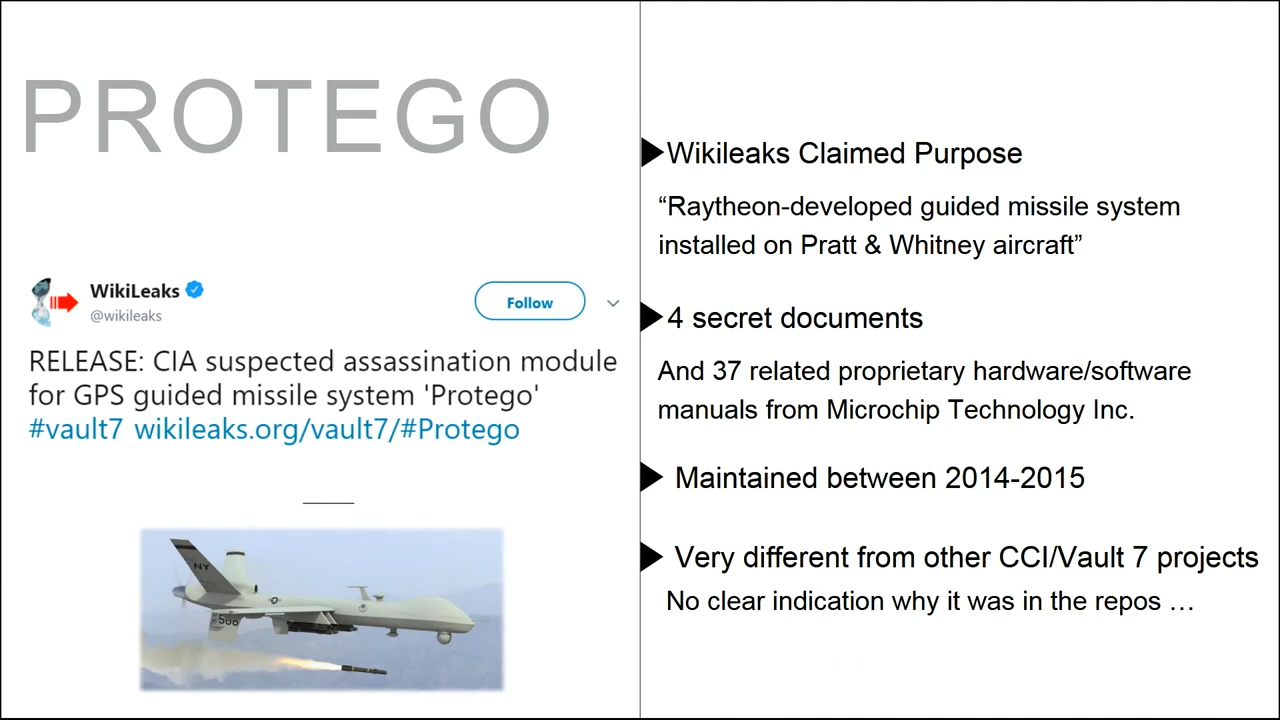 PROTEGO
WikiLeaks
@wikileaks
Follow
RELEASE: CIA suspected assassination module
for GPS guided missile system 'Protego'
#vault7 wikileaks.org/vault7/#Protego
NY
Wikileaks Claimed Purpose
“Raytheon-developed guided missile system
installed on Pratt & Whitney aircraft”
4 secret documents
And 37 related proprietary hardware/software
manuals from Microchip Technology Inc.
Maintained between 2014-2015
Very different from other CCI/Vault 7 projects
No clear indication why it was in the repos …